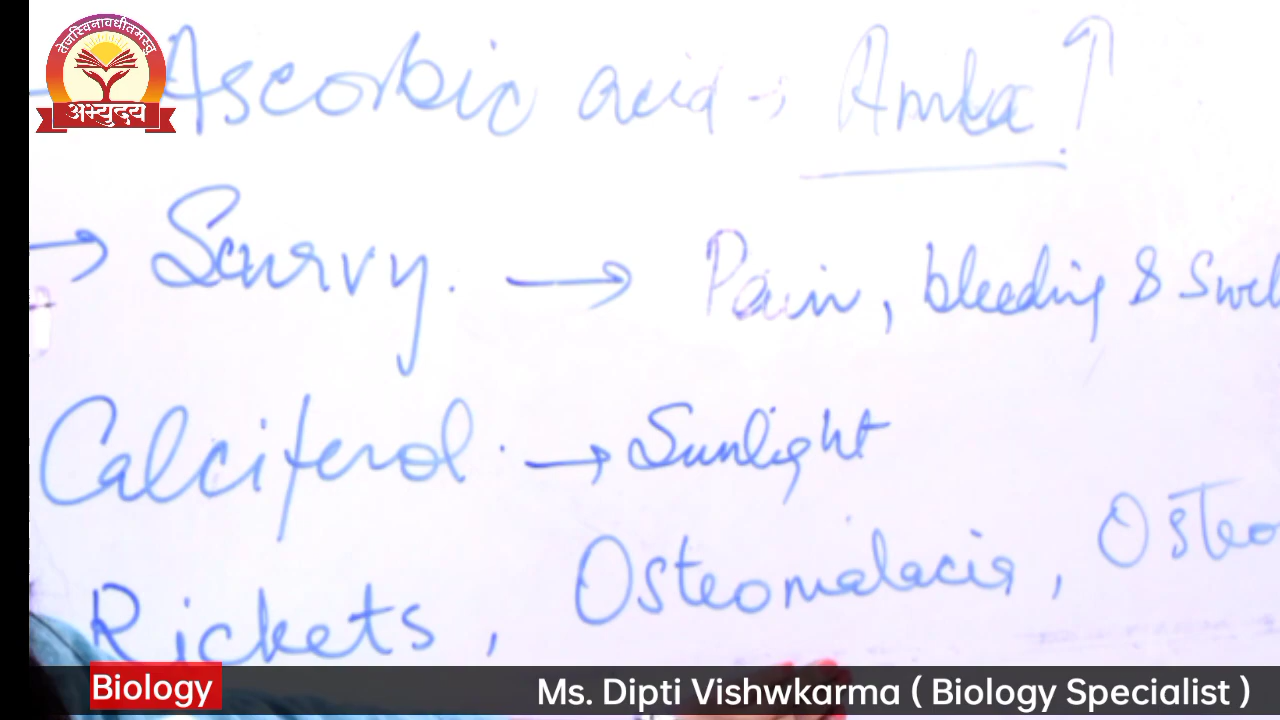 तेजस्विनावधीतमस्तु
अभ्युदय
Ascorbic acid → Amla ↑
→ Scurvy. → Pain, bleeding & Swel
Calciferol. → Sunlight
Rickets, Osteomalacia, Osteo
Biology
Ms. Dipti Vishwkarma ( Biology Specialist )